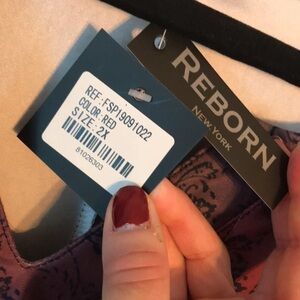 REF: FSP19091022
COLOR: RED
SIZE: 2X
81026303
REBORN
NEW YORK